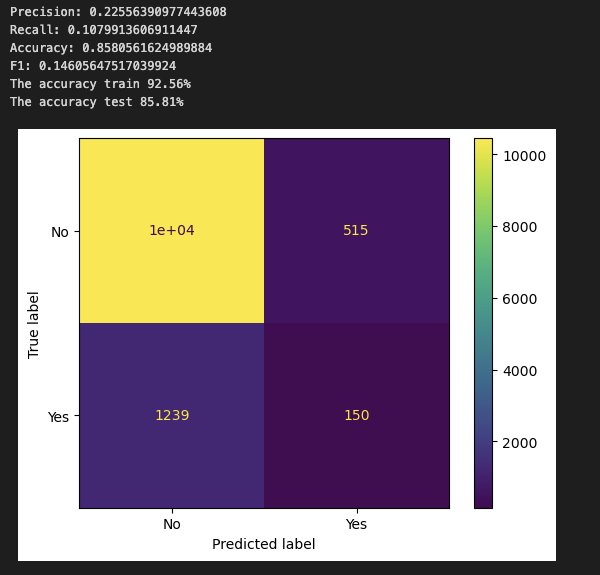 Precision: 0.22556390977443608
Recall: 0.1079913606911447
Accuracy: 0.8580561624989884
F1: 0.14605647517039924
The accuracy train 92.56%
The accuracy test 85.81%
No
1e+04
515
Yes
1239
150
No
Yes
Predicted label
True label
10000
8000
6000
4000
2000